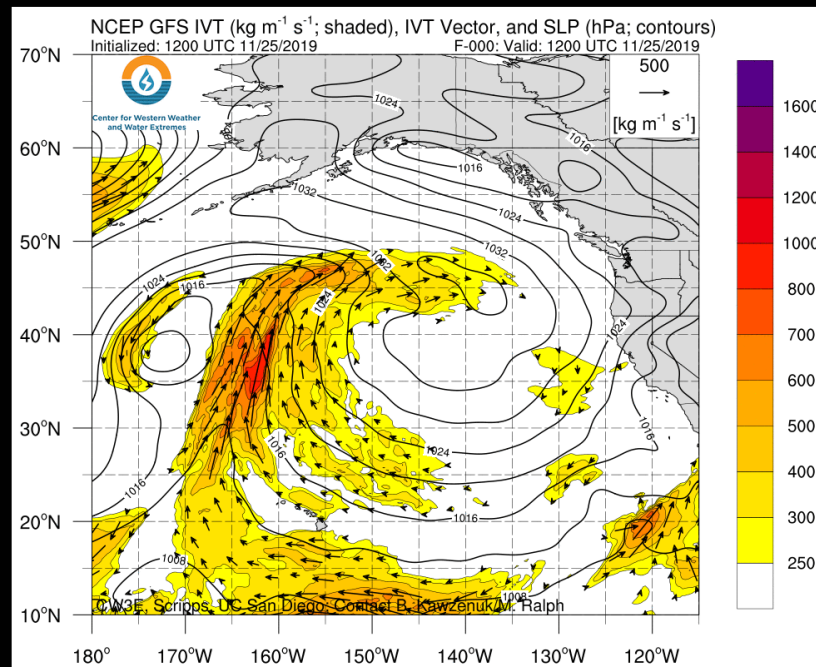 NCEP GFS IVT (kg m⁻¹ s⁻¹; shaded), IVT Vector, and SLP (hPa; contours)
Initialized: 1200 UTC 11/25/2019 F-000: Valid: 1200 UTC 11/25/2019
Center for Western Weather
and Water Extremes
500
[kg m⁻¹ s⁻¹]
70°N
60°N
50°N
40°N
30°N
20°N
10°N
1024
1016
1016
1032
1024
1032
1032
1024
1016
1024
1024
1016
1016
1024
1016
1016
1008
1008
CW3E, Scripps, UC San Diego; Contact B. Kawzenuk/M. Ralph
180°
170°W
160°W
150°W
140°W
130°W
120°W
1600
1400
1200
1000
800
700
600
500
400
300
250